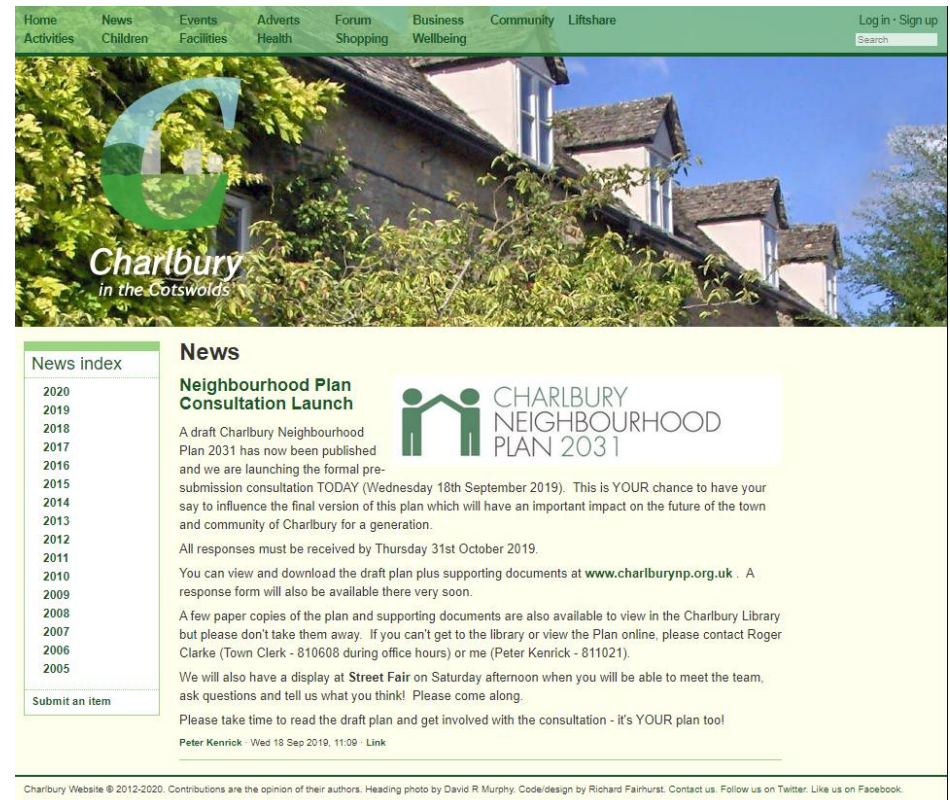 Home News Events Adverts Forum Business Community Liftshare Log in · Sign up
Activities Children Facilities Health Shopping Wellbeing Search
Charlbury
in the Cotswolds
News index
2020
2019
2018
2017
2016
2015
2014
2013
2012
2011
2010
2009
2008
2007
2006
2005
Submit an item
News
Neighbourhood Plan
Consultation Launch
CHARLBURY
NEIGHBOURHOOD
PLAN 2031
A draft Charlbury Neighbourhood
Plan 2031 has now been published
and we are launching the formal pre-
submission consultation TODAY (Wednesday 18th September 2019). This is YOUR chance to have your
say to influence the final version of this plan which will have an important impact on the future of the town
and community of Charlbury for a generation.
All responses must be received by Thursday 31st October 2019.
You can view and download the draft plan plus supporting documents at www.charlburynp.org.uk . A
response form will also be available there very soon.
A few paper copies of the plan and supporting documents are also available to view in the Charlbury Library
but please don't take them away. If you can't get to the library or view the Plan online, please contact Roger
Clarke (Town Clerk - 810608 during office hours) or me (Peter Kenrick - 811021).
We will also have a display at Street Fair on Saturday afternoon when you will be able to meet the team,
ask questions and tell us what you think! Please come along.
Please take time to read the draft plan and get involved with the consultation - it's YOUR plan too!
Peter Kenrick · Wed 18 Sep 2019, 11:09 · Link
Charlbury Website © 2012-2020. Contributions are the opinion of their authors. Heading photo by David R Murphy. Code/design by Richard Fairhurst. Contact us. Follow us on Twitter. Like us on Facebook.